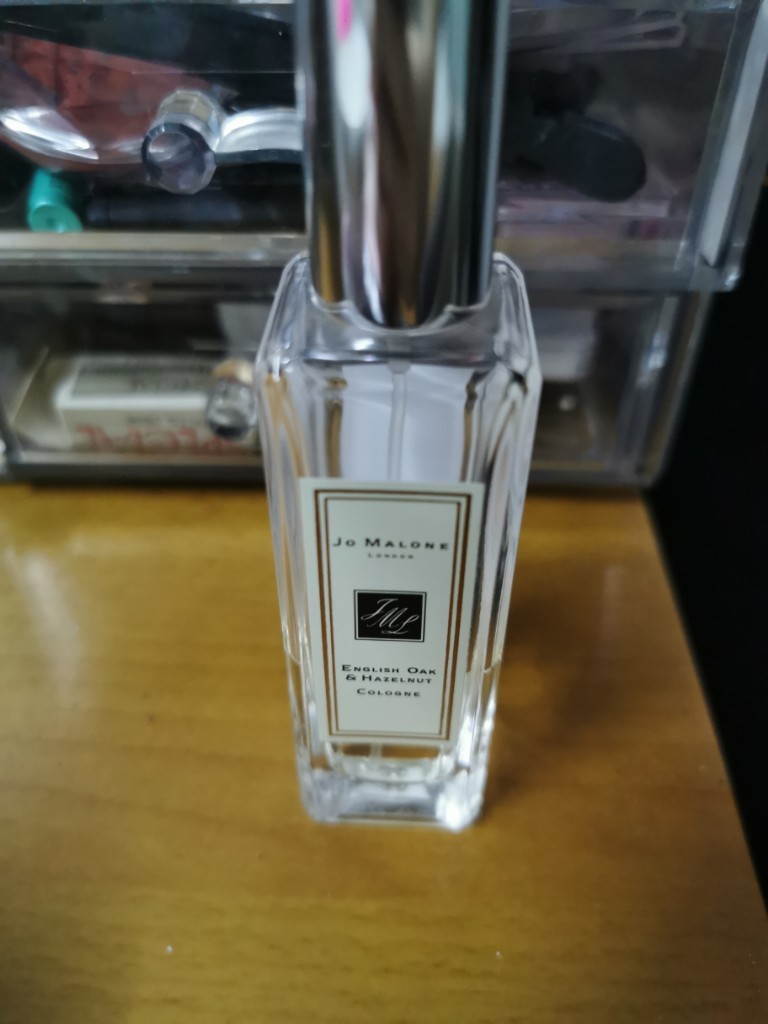 Jo Malone
London
JML
English Oak
& Hazelnut
Cologne